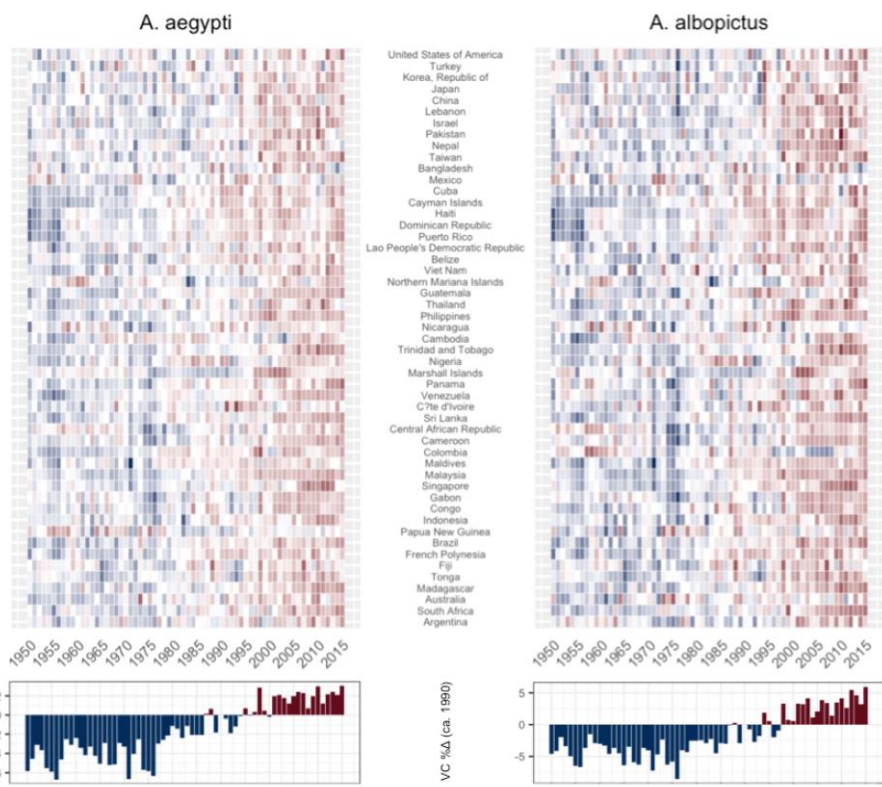 A. aegypti
A. albopictus
United States of America
Turkey
Korea, Republic of
Japan
China
Lebanon
Israel
Pakistan
Nepal
Taiwan
Bangladesh
Mexico
Cuba
Cayman Islands
Haiti
Dominican Republic
Puerto Rico
Lao People's Democratic Republic
Belize
Viet Nam
Northern Mariana Islands
Guatemala
Thailand
Philippines
Nicaragua
Cambodia
Trinidad and Tobago
Nigeria
Marshall Islands
Panama
Venezuela
C?te d'Ivoire
Sri Lanka
Central African Republic
Cameroon
Colombia
Maldives
Malaysia
Singapore
Gabon
Congo
Indonesia
Papua New Guinea
Brazil
French Polynesia
Fiji
Tonga
Madagascar
Australia
South Africa
Argentina
1950 1955 1960 1965 1970 1975 1980 1985 1990 1995 2000 2005 2010 2015
1950 1955 1960 1965 1970 1975 1980 1985 1990 1995 2000 2005 2010 2015
VC %Δ (ca. 1990)
5
0
-5